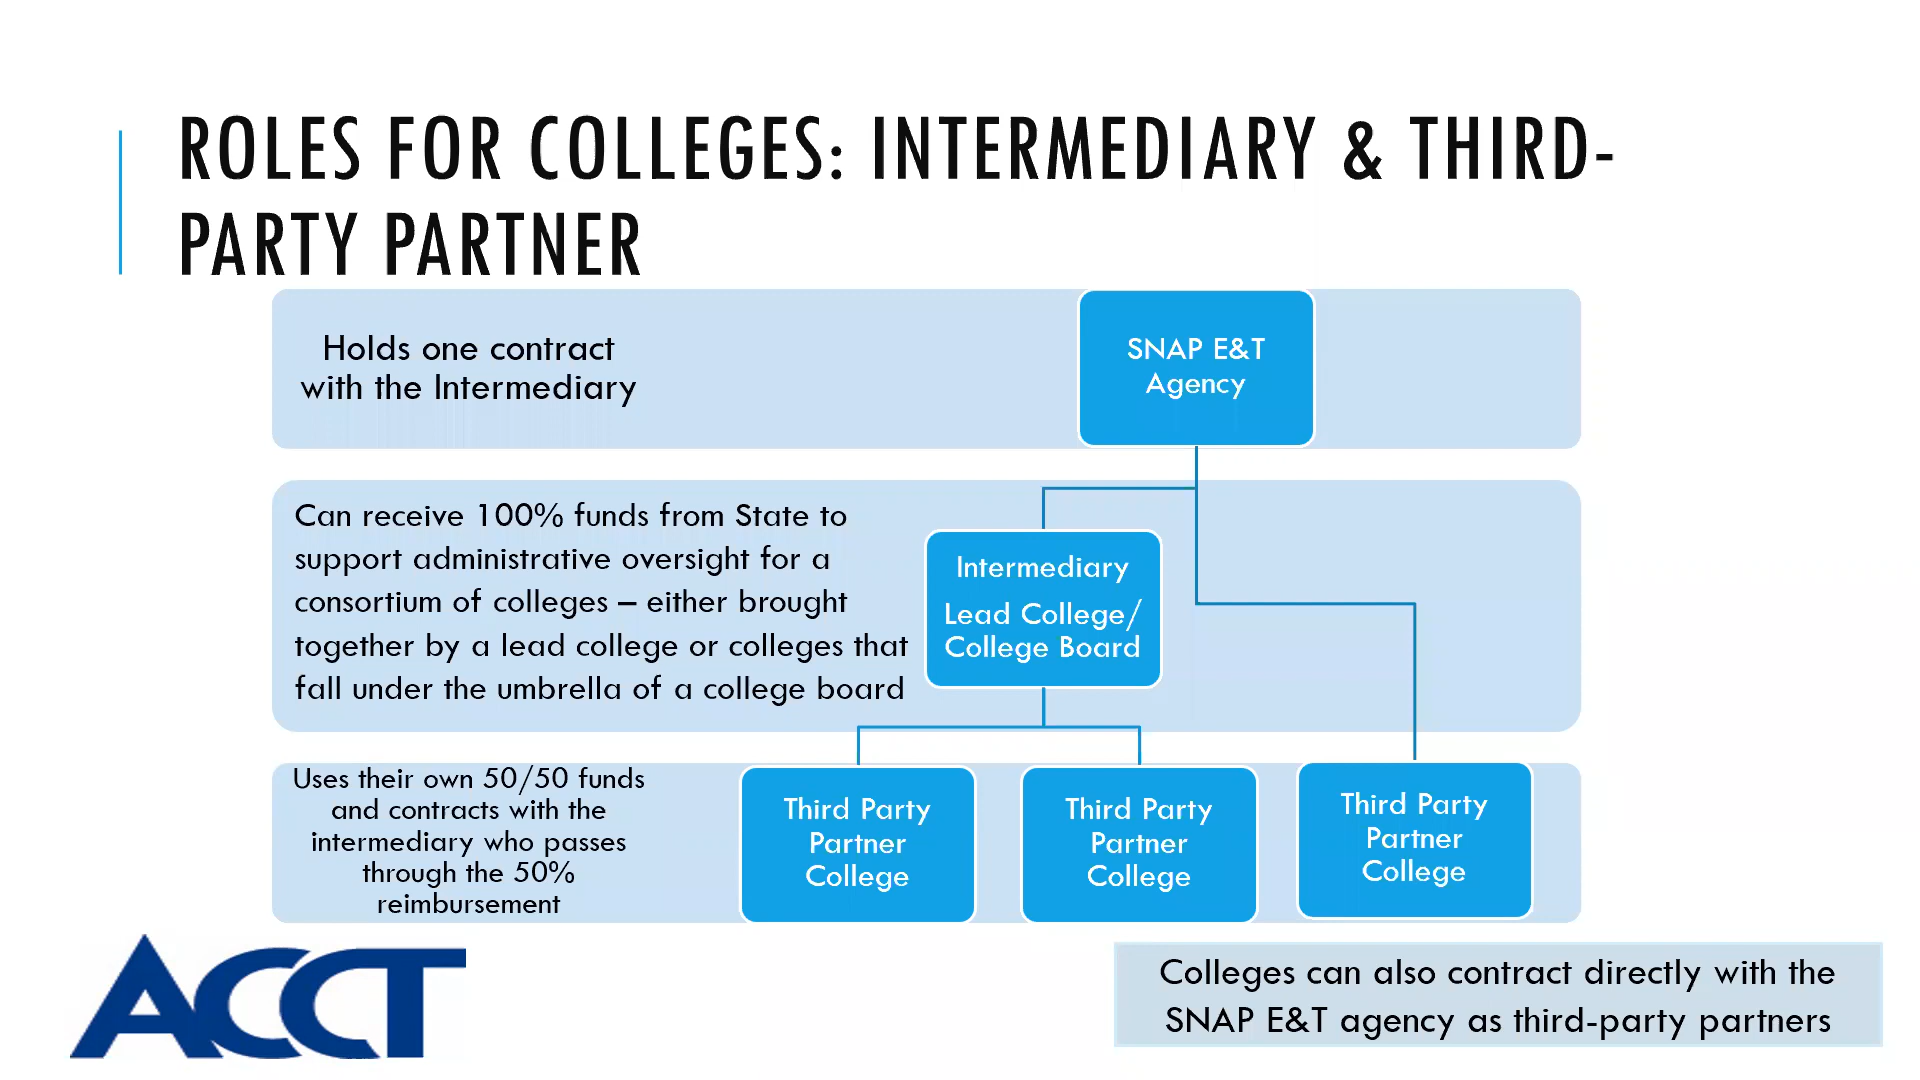 ROLES FOR COLLEGES: INTERMEDIARY & THIRD-
PARTY PARTNER
Holds one contract
with the Intermediary
SNAP E&T
Agency
Can receive 100% funds from State to
support administrative oversight for a
consortium of colleges – either brought
together by a lead college or colleges that
fall under the umbrella of a college board
Intermediary
Lead College/
College Board
Uses their own 50/50 funds
and contracts with the
intermediary who passes
through the 50%
reimbursement
Third Party
Partner
College
Third Party
Partner
College
Third Party
Partner
College
ACCT
Colleges can also contract directly with the
SNAP E&T agency as third-party partners